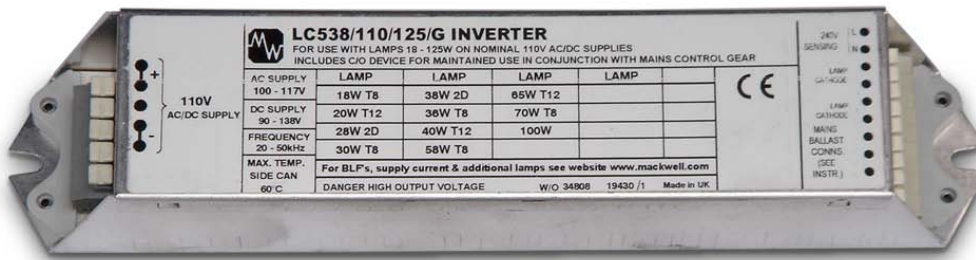 MW
LC538/110/125/G INVERTER
FOR USE WITH LAMPS 18 - 125W ON NOMINAL 110V AC/DC SUPPLIES
INCLUDES C/O DEVICE FOR MAINTAINED USE IN CONJUNCTION WITH MAINS CONTROL GEAR
+
110V
AC/DC SUPPLY
-
AC SUPPLY
100 - 117V
DC SUPPLY
90 - 138V
FREQUENCY
20 - 50kHz
MAX. TEMP.
SIDE CAN
60°C
LAMP LAMP LAMP LAMP
18W T8 38W 2D 65W T12
20W T12 36W T8 70W T8
28W 2D 40W T12 100W
30W T8 58W T8
For BLF's, supply current & additional lamps see website www.mackwell.com
DANGER HIGH OUTPUT VOLTAGE W/O 34808 19430 /1 Made in UK
CE
240V L
SENSING N
LAMP
CATHODE
LAMP
CATHODE
MAINS
BALLAST
CONNS.
(SEE
INSTR.)